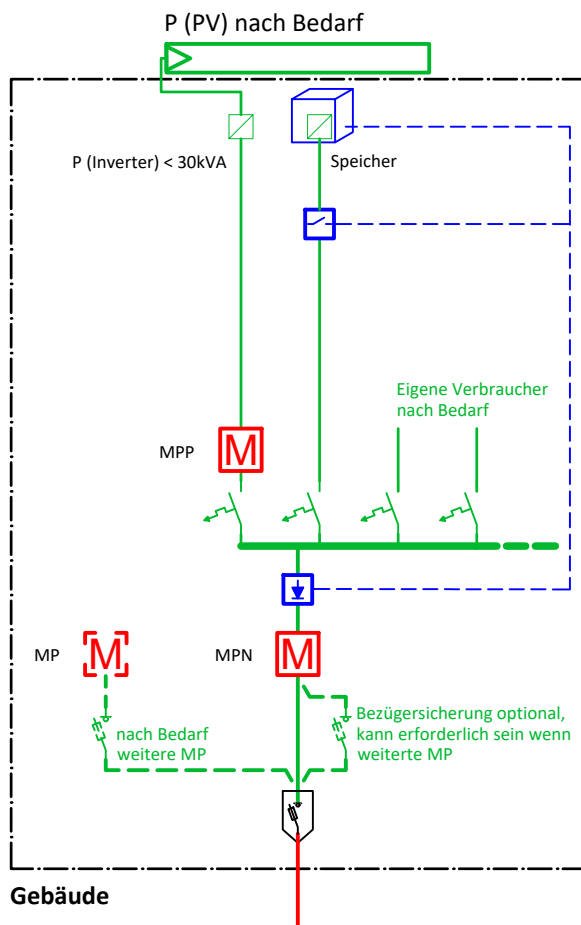 P (PV) nach Bedarf
P (Inverter) < 30kVA
Speicher
Eigene Verbraucher
nach Bedarf
MPP
M
MP
M
MPN
M
nach Bedarf
weitere MP
Bezügersicherung optional,
kann erforderlich sein wenn
weiterte MP
Gebäude